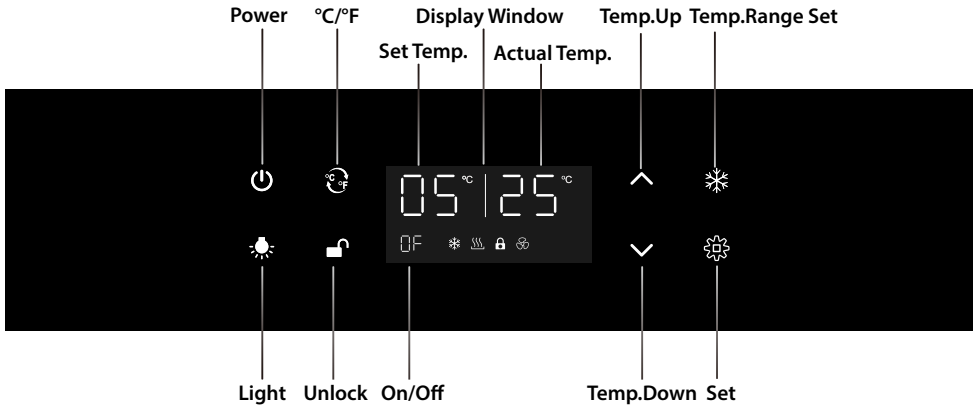 Power °C/°F Display Window Temp.Up Temp.Range Set
Set Temp. Actual Temp.
°C °F
05 °C 25 °C
0F
Light Unlock On/Off Temp.Down Set